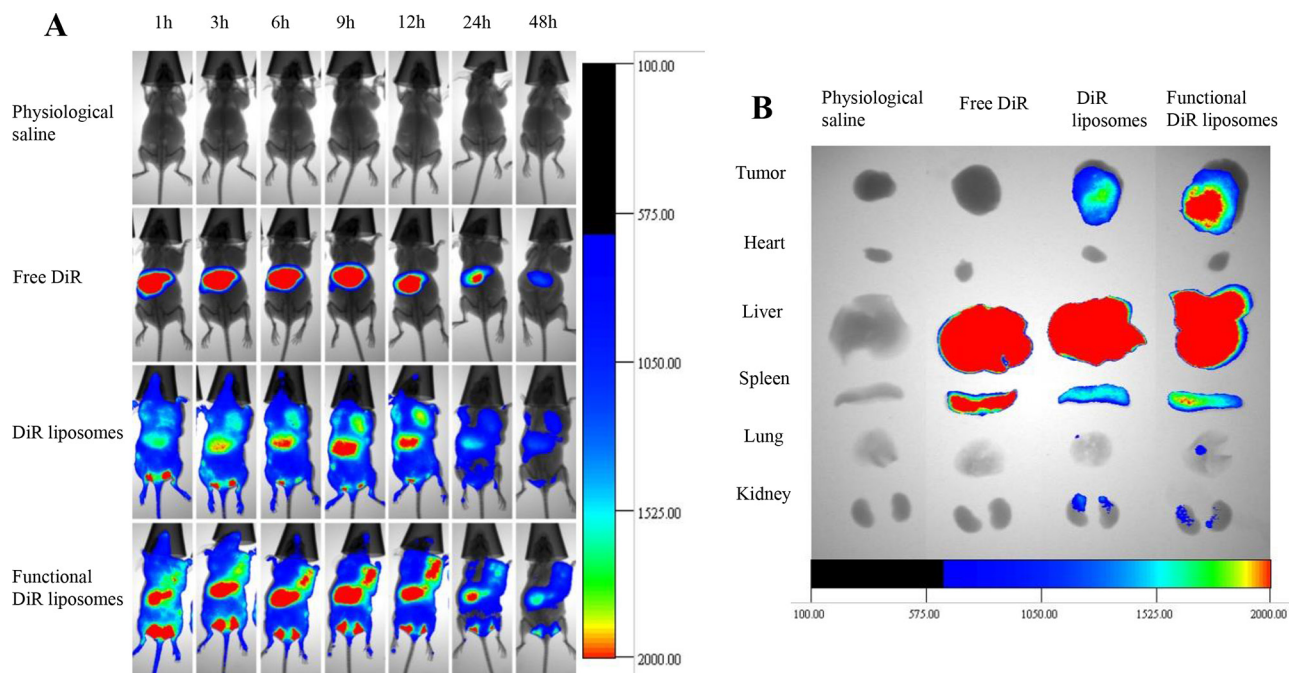 A
1h 3h 6h 9h 12h 24h 48h
Physiological
saline
Free DiR
DiR liposomes
Functional
DiR liposomes
100.00
575.00
1050.00
1525.00
2000.00
B
Physiological
saline
Free DiR
DiR
liposomes
Functional
DiR liposomes
Tumor
Heart
Liver
Spleen
Lung
Kidney
100.00 575.00 1050.00 1525.00 2000.00